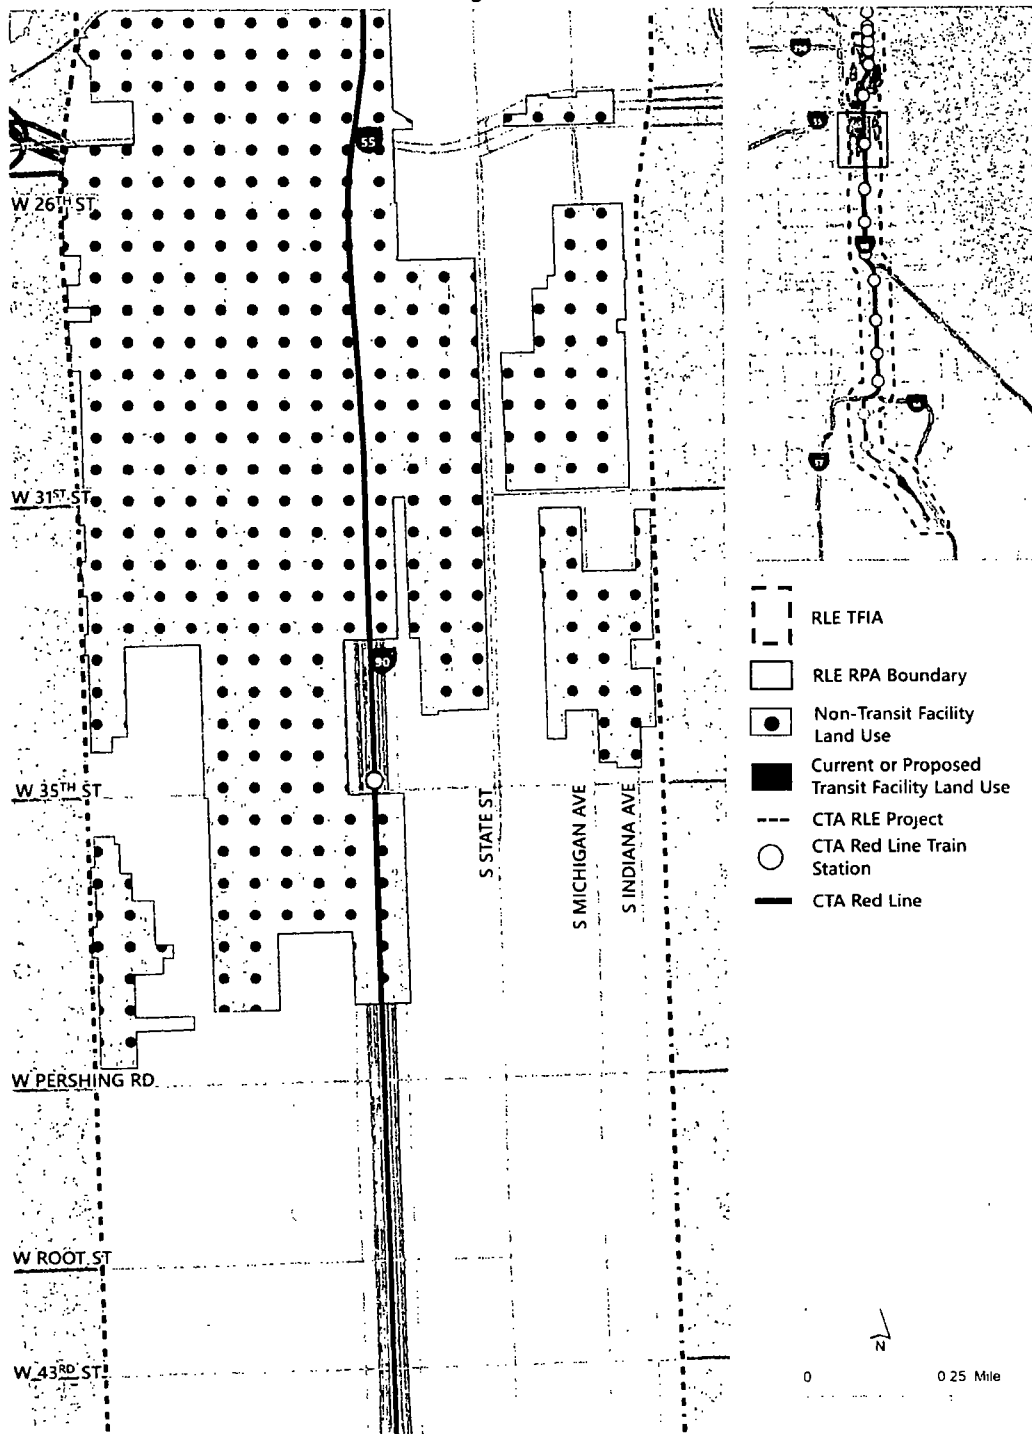 55
W 26TH ST
W 31ST ST
90
W 35TH ST
S STATE ST
S MICHIGAN AVE
S INDIANA AVE
W PERSHING RD
W ROOT ST
W 43RD ST
55
57
RLE TFIA
RLE RPA Boundary
Non-Transit Facility
Land Use
Current or Proposed
Transit Facility Land Use
CTA RLE Project
CTA Red Line Train
Station
CTA Red Line
N
0
0 25 Mile